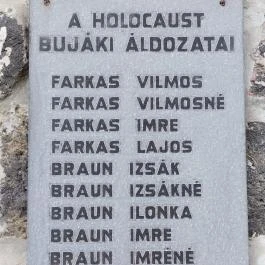 A HOLOCAUST
BUJÁKI ÁLDOZATAI
FARKAS VILMOS
FARKAS VILMOSNÉ
FARKAS IMRE
FARKAS LAJOS
BRAUN IZSÁK
BRAUN IZSÁKNÉ
BRAUN ILONKA
BRAUN IMRE
BRAUN IMRÉNÉ